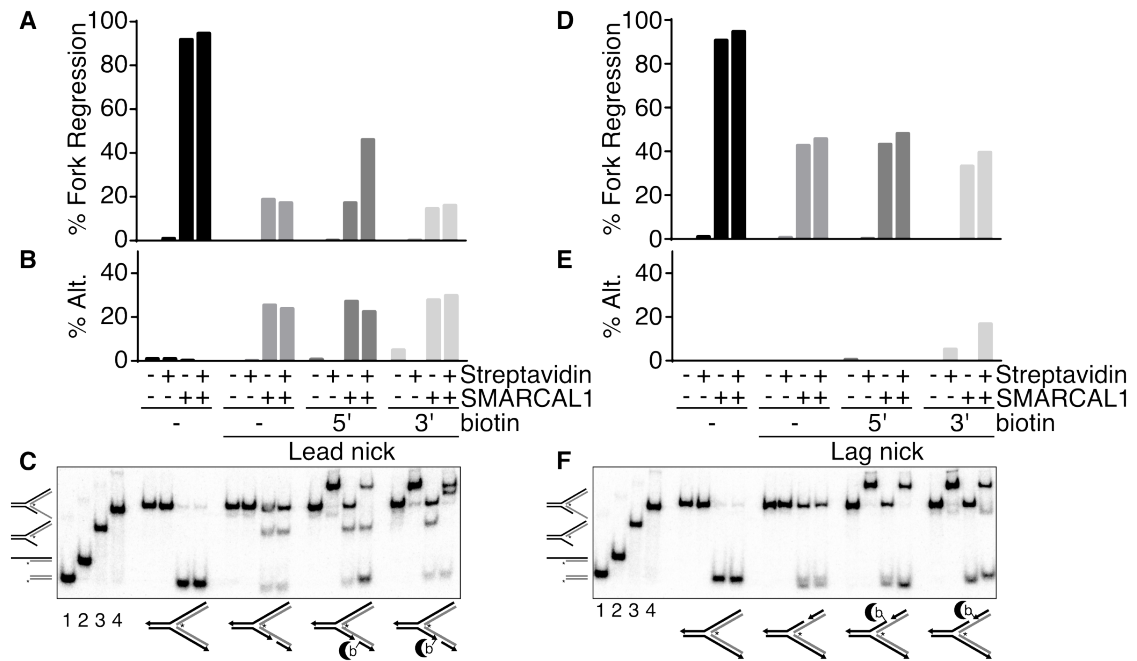 A
% Fork Regression
100
80
60
40
20
0
B
% Alt.
40
20
0
- + - + - + - + - + - + - + - + Streptavidin
- - + + - - + + - - + + - - + + SMARCAL1
- - 5' 3' biotin
Lead nick
C
* * * *
1 2 3 4
* * b * b *
D
% Fork Regression
100
80
60
40
20
0
E
% Alt.
40
20
0
- + - + - + - + - + - + - + - + Streptavidin
- - + + - - + + - - + + - - + + SMARCAL1
- - 5' 3' biotin
Lag nick
F
* * * *
1 2 3 4
b b
* * * *